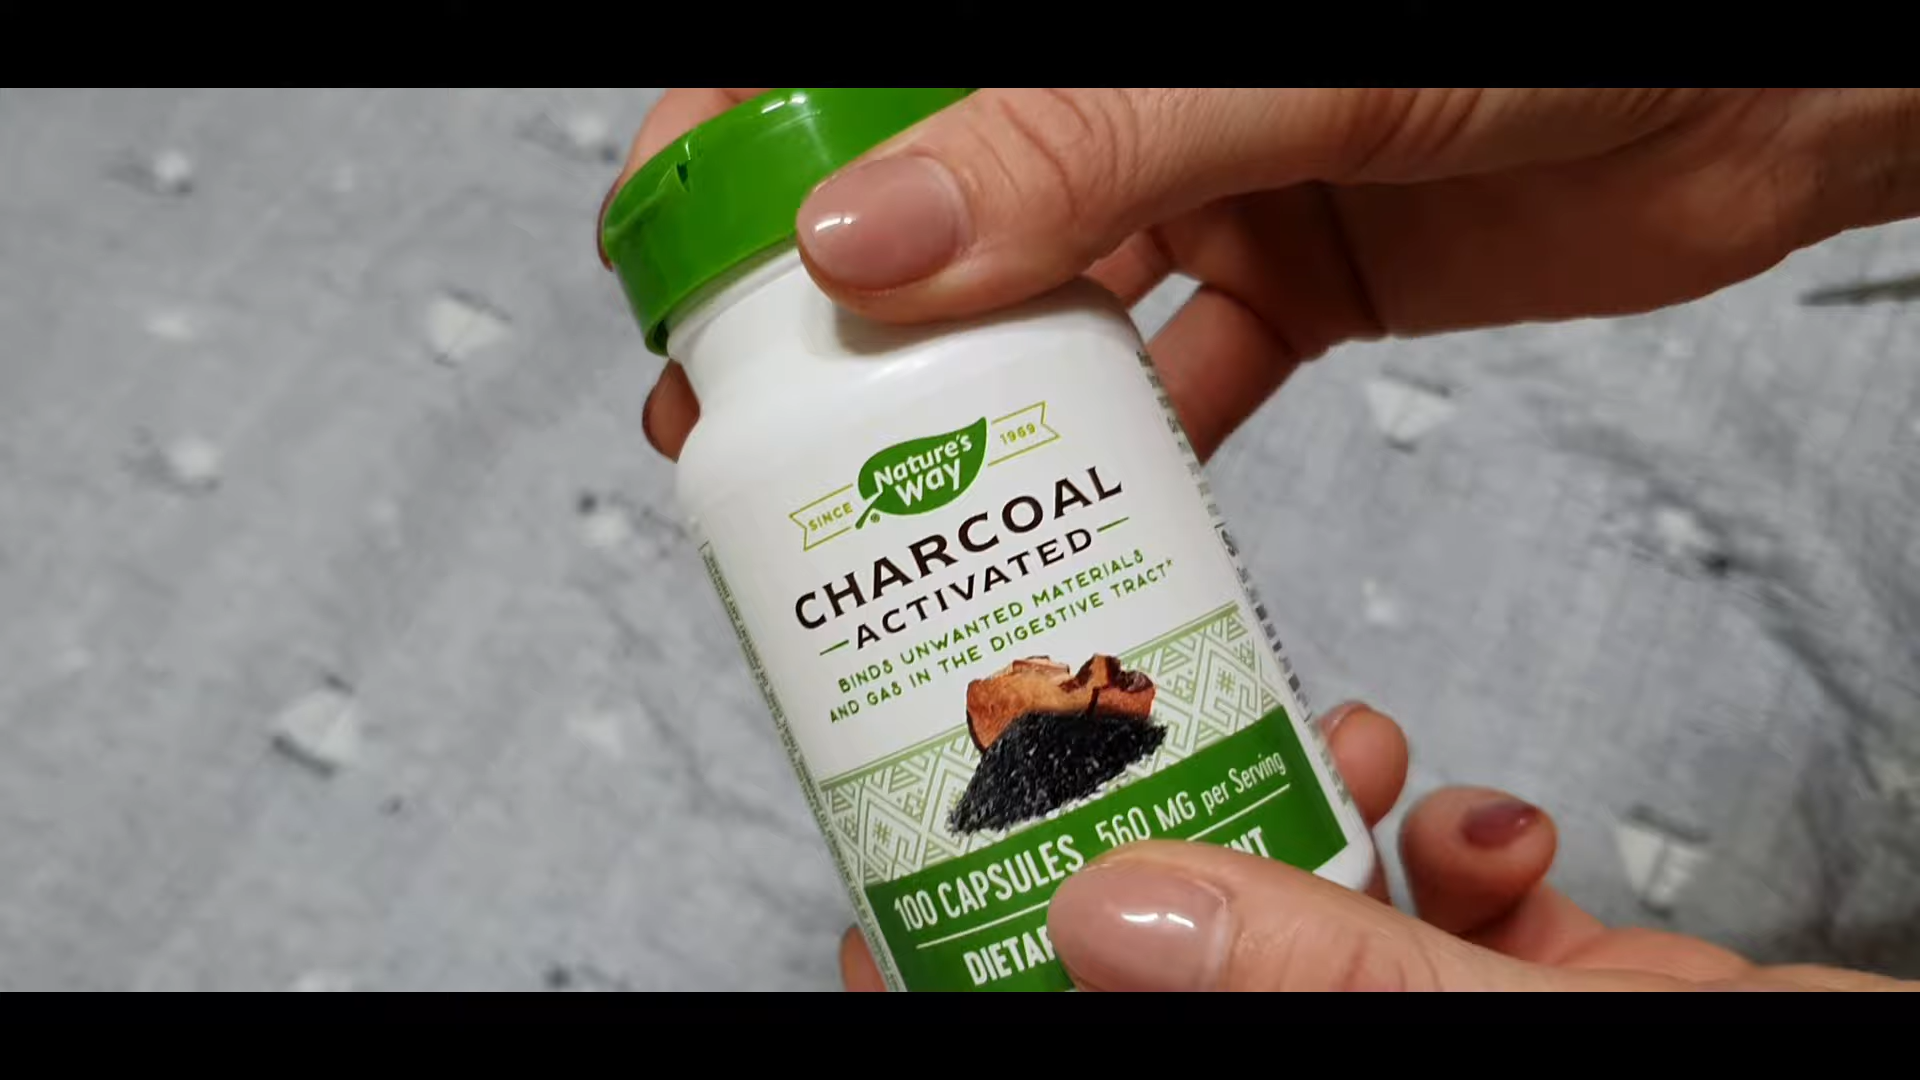 SINCE
Nature's
Way
®
1969
CHARCOAL
ACTIVATED
BINDS UNWANTED MATERIALS
AND GAS IN THE DIGESTIVE TRACT*
100 CAPSULES 560 MG per Serving